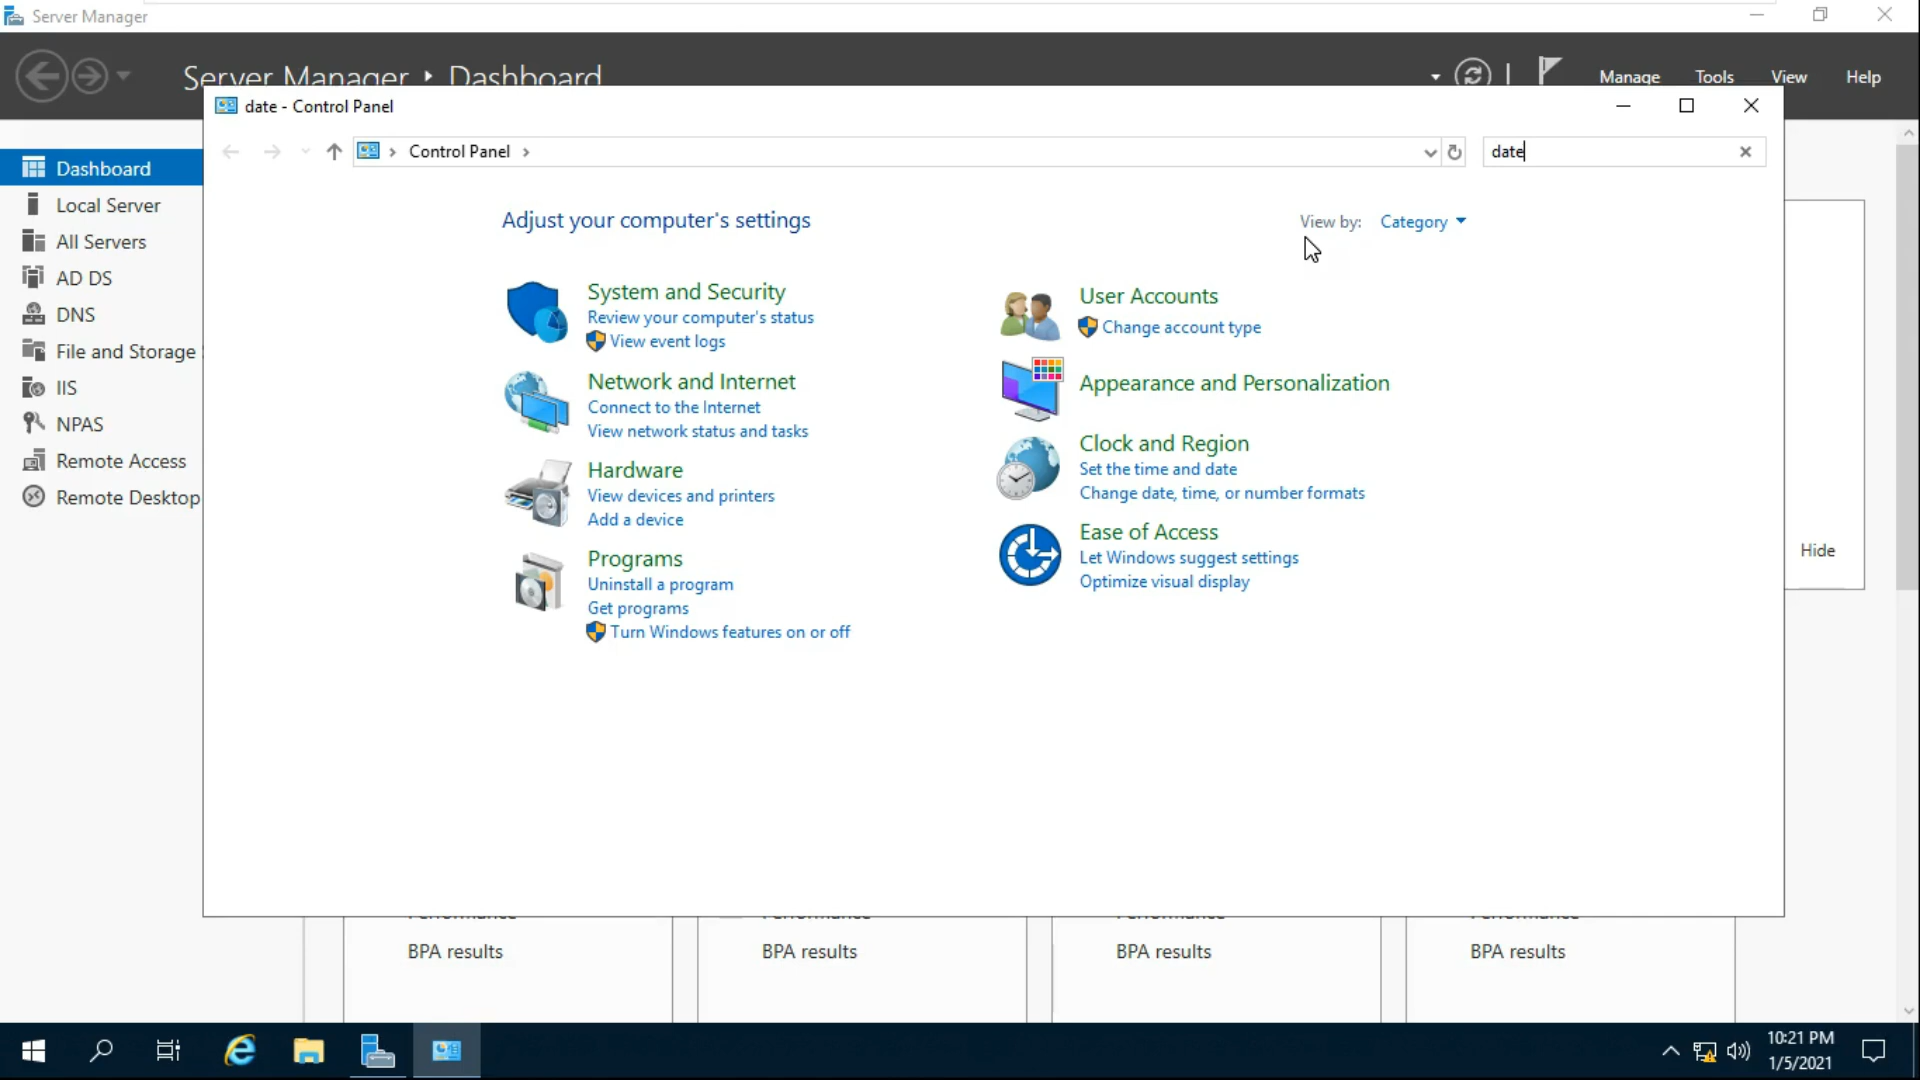 Server Manager
Server Manager Dashboard
Manage Tools View Help
date - Control Panel
Control Panel
date
Dashboard
Local Server
All Servers
AD DS
DNS
File and Storage
IIS
NPAS
Remote Access
Remote Desktop
Adjust your computer's settings
View by: Category
System and Security
Review your computer's status
View event logs
Network and Internet
Connect to the Internet
View network status and tasks
Hardware
View devices and printers
Add a device
Programs
Uninstall a program
Get programs
Turn Windows features on or off
User Accounts
Change account type
Appearance and Personalization
Clock and Region
Set the time and date
Change date, time, or number formats
Ease of Access
Let Windows suggest settings
Optimize visual display
Hide
Performance Performance Performance Performance
BPA results BPA results BPA results BPA results
10:21 PM
1/5/2021